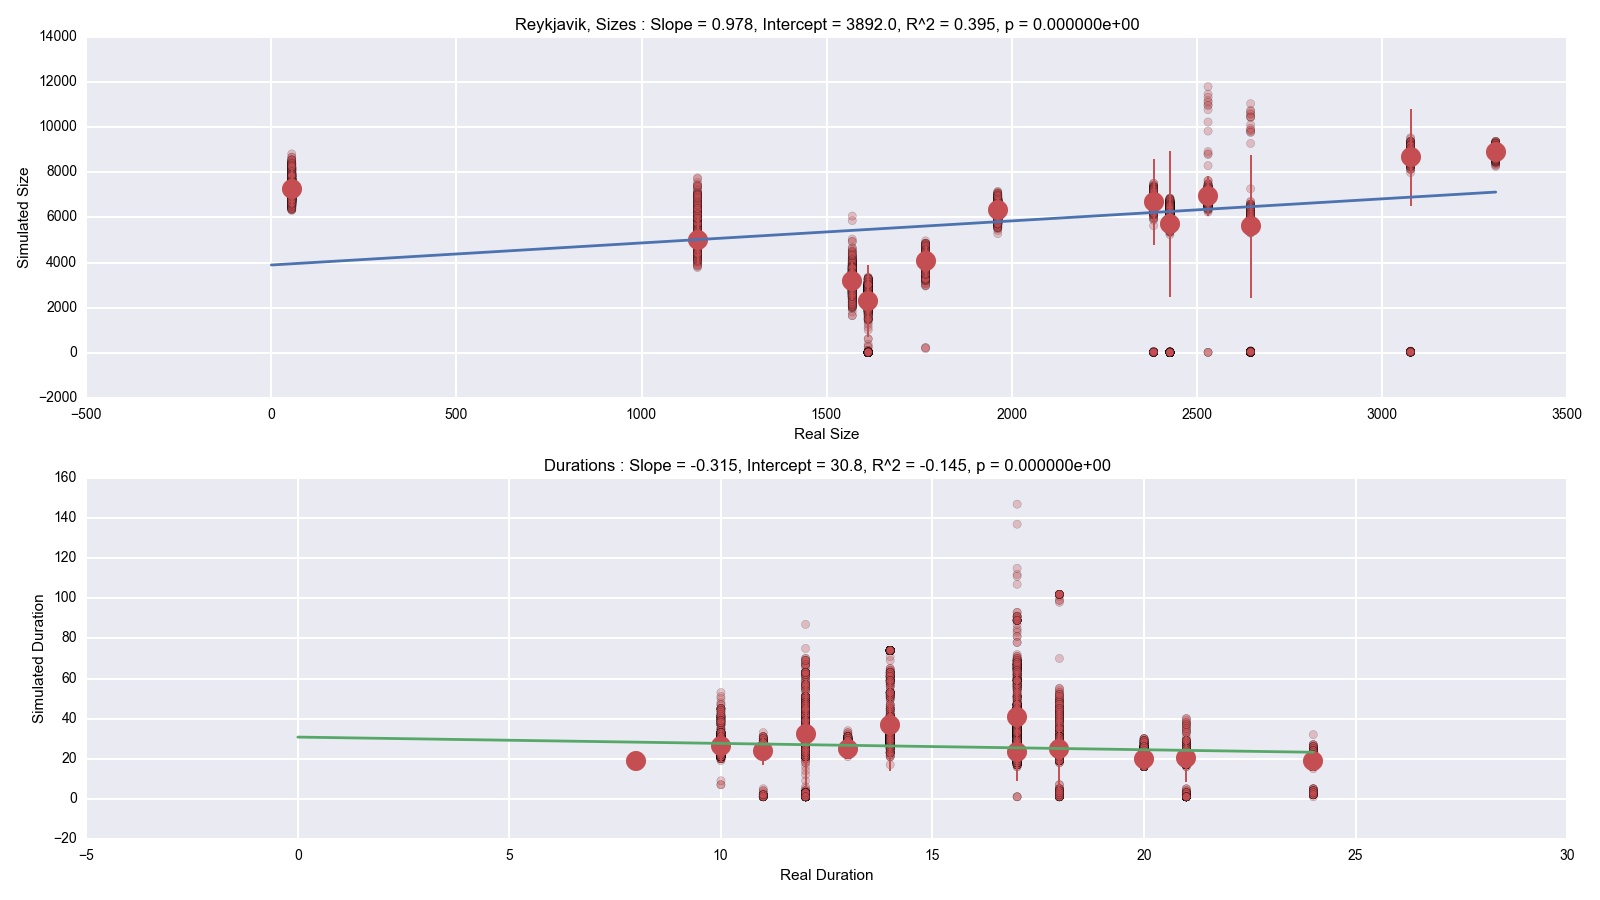 Reykjavik, Sizes : Slope = 0.978, Intercept = 3892.0, R^2 = 0.395, p = 0.000000e+00
14000
12000
10000
8000
6000
4000
2000
0
−2000
Simulated Size
−500 0 500 1000 1500 2000 2500 3000 3500
Real Size
Durations : Slope = -0.315, Intercept = 30.8, R^2 = -0.145, p = 0.000000e+00
160
140
120
100
80
60
40
20
0
−20
Simulated Duration
−5 0 5 10 15 20 25 30
Real Duration